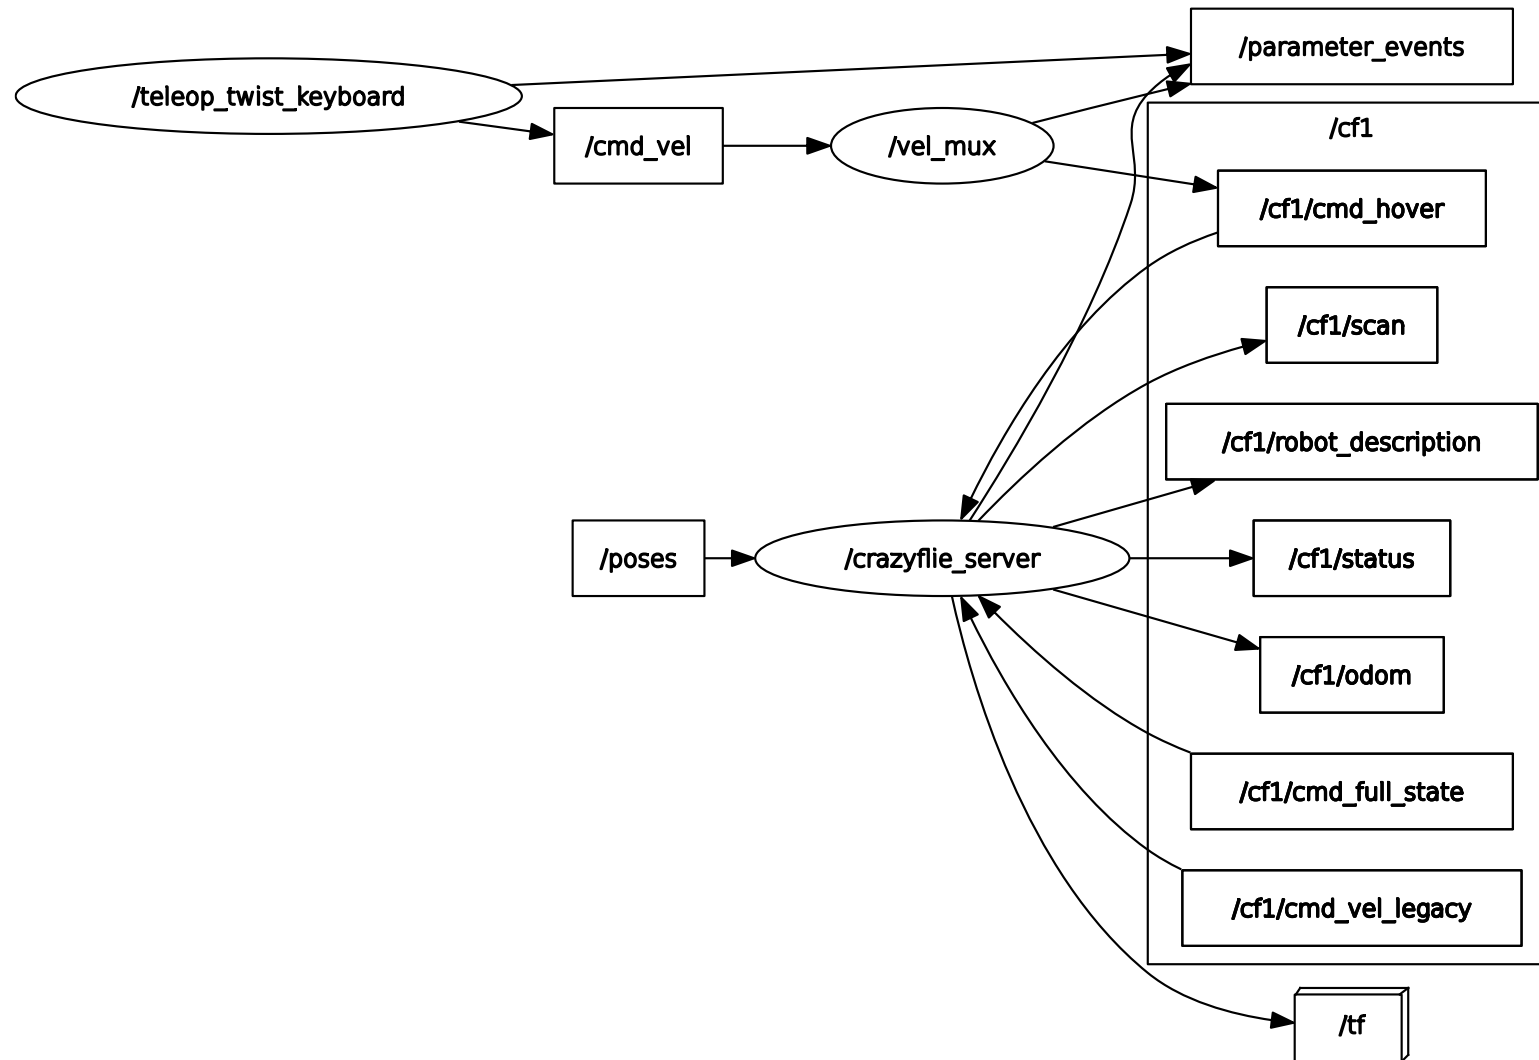 /parameter_events
/teleop_twist_keyboard
/cf1
/cmd_vel
/vel_mux
/cf1/cmd_hover
/cf1/scan
/cf1/robot_description
/poses
/crazyflie_server
/cf1/status
/cf1/odom
/cf1/cmd_full_state
/cf1/cmd_vel_legacy
/tf